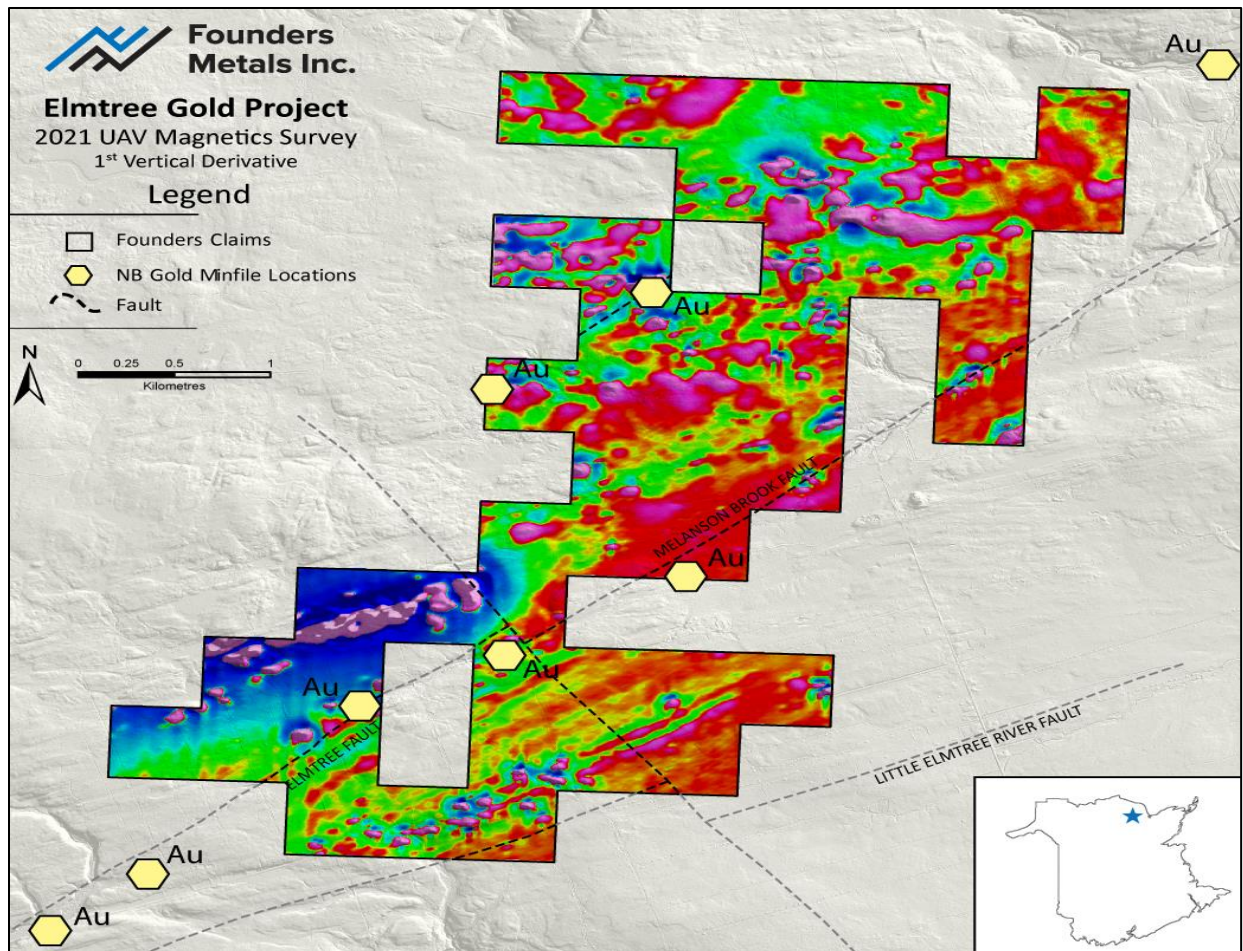 Founders
Metals Inc.
Elmtree Gold Project
2021 UAV Magnetics Survey
1st Vertical Derivative
Legend
Founders Claims
NB Gold Minfile Locations
Fault
N
0 0.25 0.5 1
Kilometres
Au
Au
Au
MELANSON BROOK FAULT
Au
Au
Au
ELMTREE FAULT
LITTLE ELMTREE RIVER FAULT
Au
Au